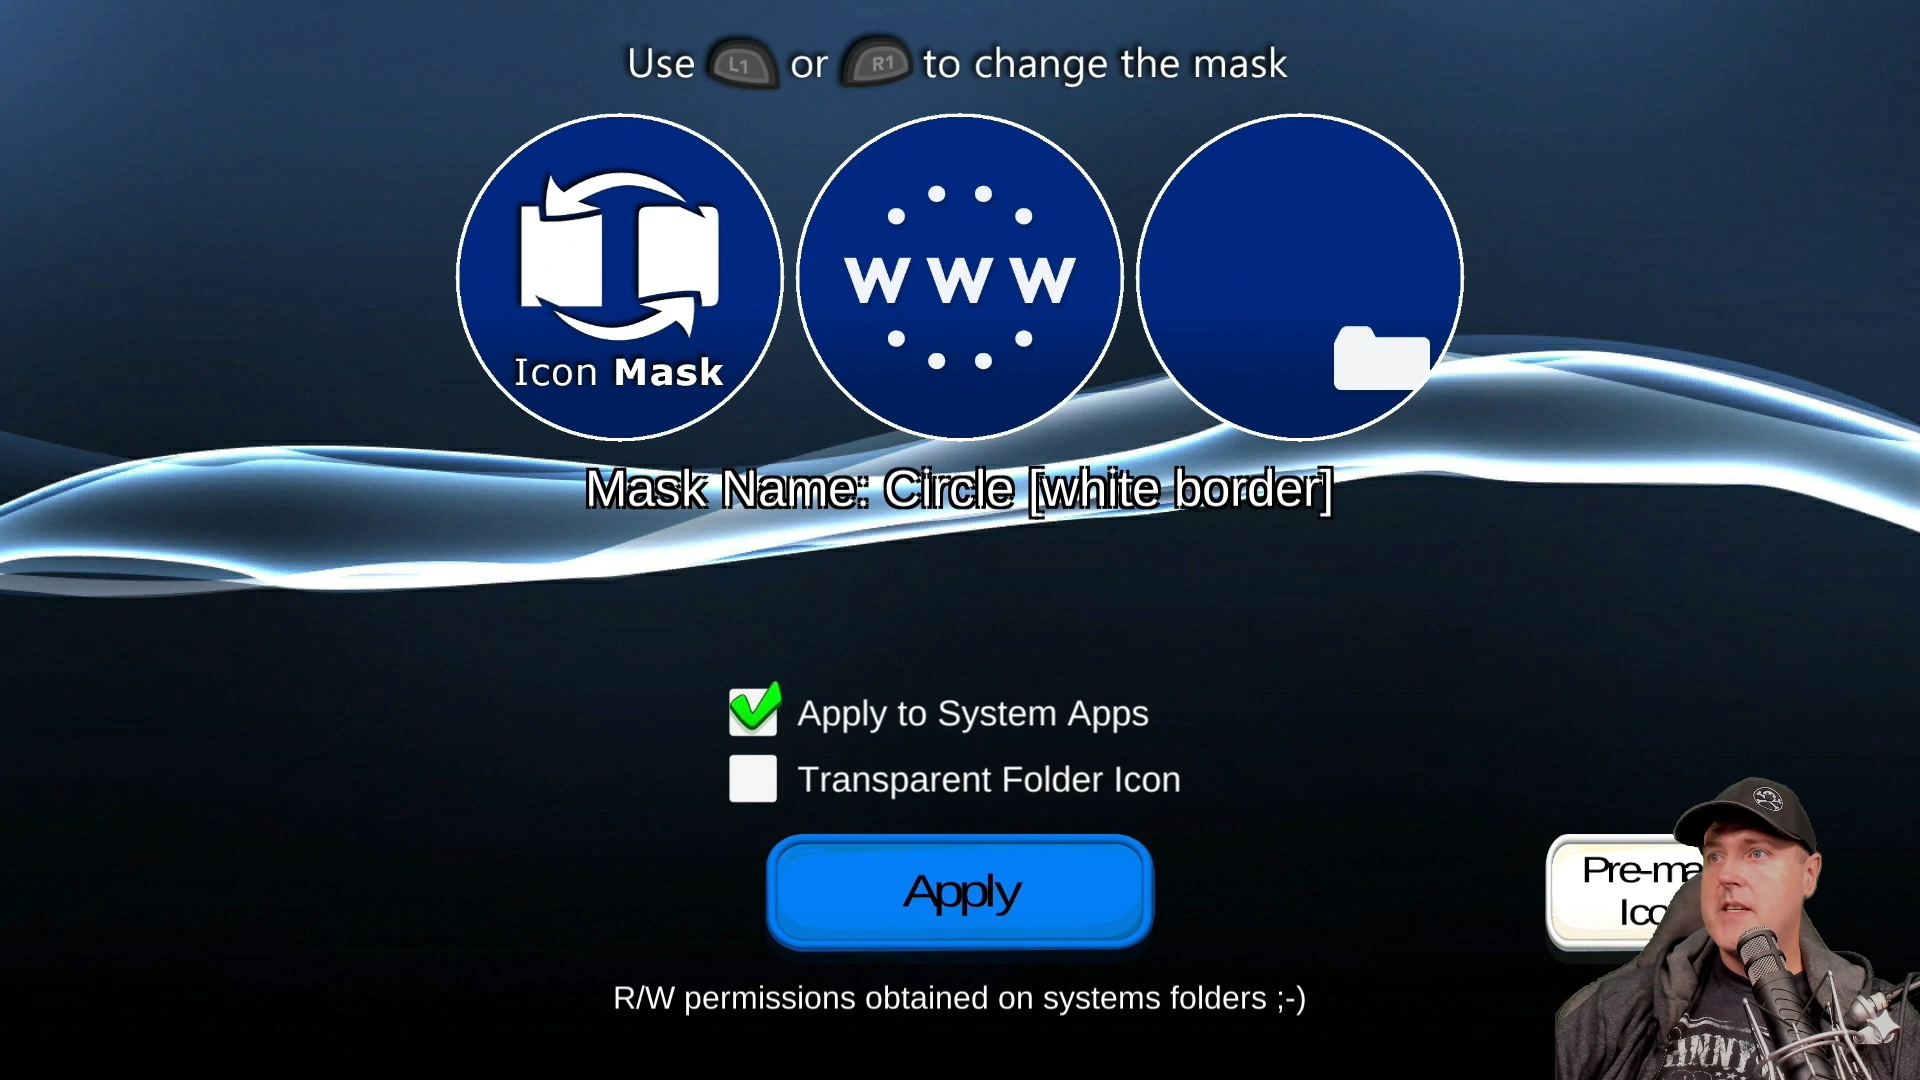 Use L1 or R1 to change the mask
Icon Mask
www
Mask Name: Circle [white border]
Apply to System Apps
Transparent Folder Icon
Apply
R/W permissions obtained on systems folders ;-)